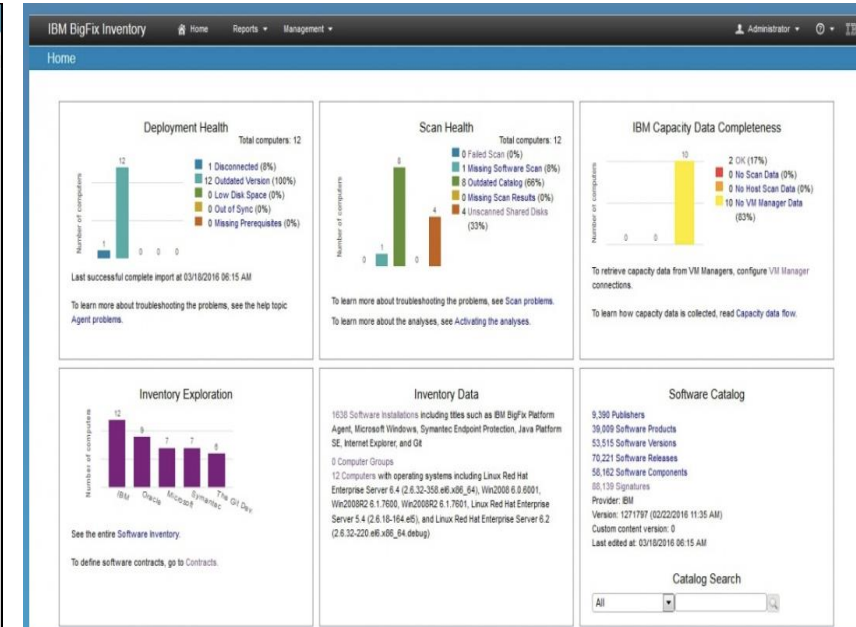 IBM BigFix Inventory Home Reports Management Administrator
Home
Deployment Health
Total computers: 12
12
1 Disconnected (8%)
12 Outdated Version (100%)
0 Low Disk Space (0%)
0 Out of Sync (0%)
0 Missing Prerequisites (0%)
Number of computers
1 0 0 0
Last successful complete import at 03/18/2016 06:15 AM
To learn more about troubleshooting the problems, see the help topic
Agent problems.
Scan Health
Total computers: 12
8
0 Failed Scan (0%)
1 Missing Software Scan (8%)
8 Outdated Catalog (66%)
0 Missing Scan Results (0%)
4 Unscanned Shared Disks
(33%)
Number of computers
0 1 0 4
To learn more about troubleshooting the problems, see Scan problems.
To learn more about the analyses, see Activating the analyses.
IBM Capacity Data Completeness
10
2 OK (17%)
0 No Scan Data (0%)
0 No Host Scan Data (0%)
10 No VM Manager Data
(83%)
Number of computers
0 0
To retrieve capacity data from VM Managers, configure VM Manager
connections.
To learn how capacity data is collected, read Capacity data flow.
Inventory Exploration
Number of computers
12 9 7 7 6
IBM Oracle Microsoft Symantec The Git Dev
See the entire Software Inventory.
To define software contracts, go to Contracts.
Inventory Data
1638 Software Installations including titles such as IBM BigFix Platform
Agent, Microsoft Windows, Symantec Endpoint Protection, Java Platform
SE, Internet Explorer, and Git
0 Computer Groups
12 Computers with operating systems including Linux Red Hat
Enterprise Server 6.4 (2.6.32-358.el6.x86_64), Win2008 6.0.6001,
Win2008R2 6.1.7600, Win2008R2 6.1.7601, Linux Red Hat Enterprise
Server 5.4 (2.6.18-164.el5), and Linux Red Hat Enterprise Server 6.2
(2.6.32-220.el6.x86_64.debug)
Software Catalog
9,390 Publishers
39,009 Software Products
53,515 Software Versions
70,221 Software Releases
58,162 Software Components
88,139 Signatures
Provider: IBM
Version: 1271797 (02/22/2016 11:35 AM)
Custom content version: 0
Last edited at: 03/18/2016 06:15 AM
Catalog Search
All